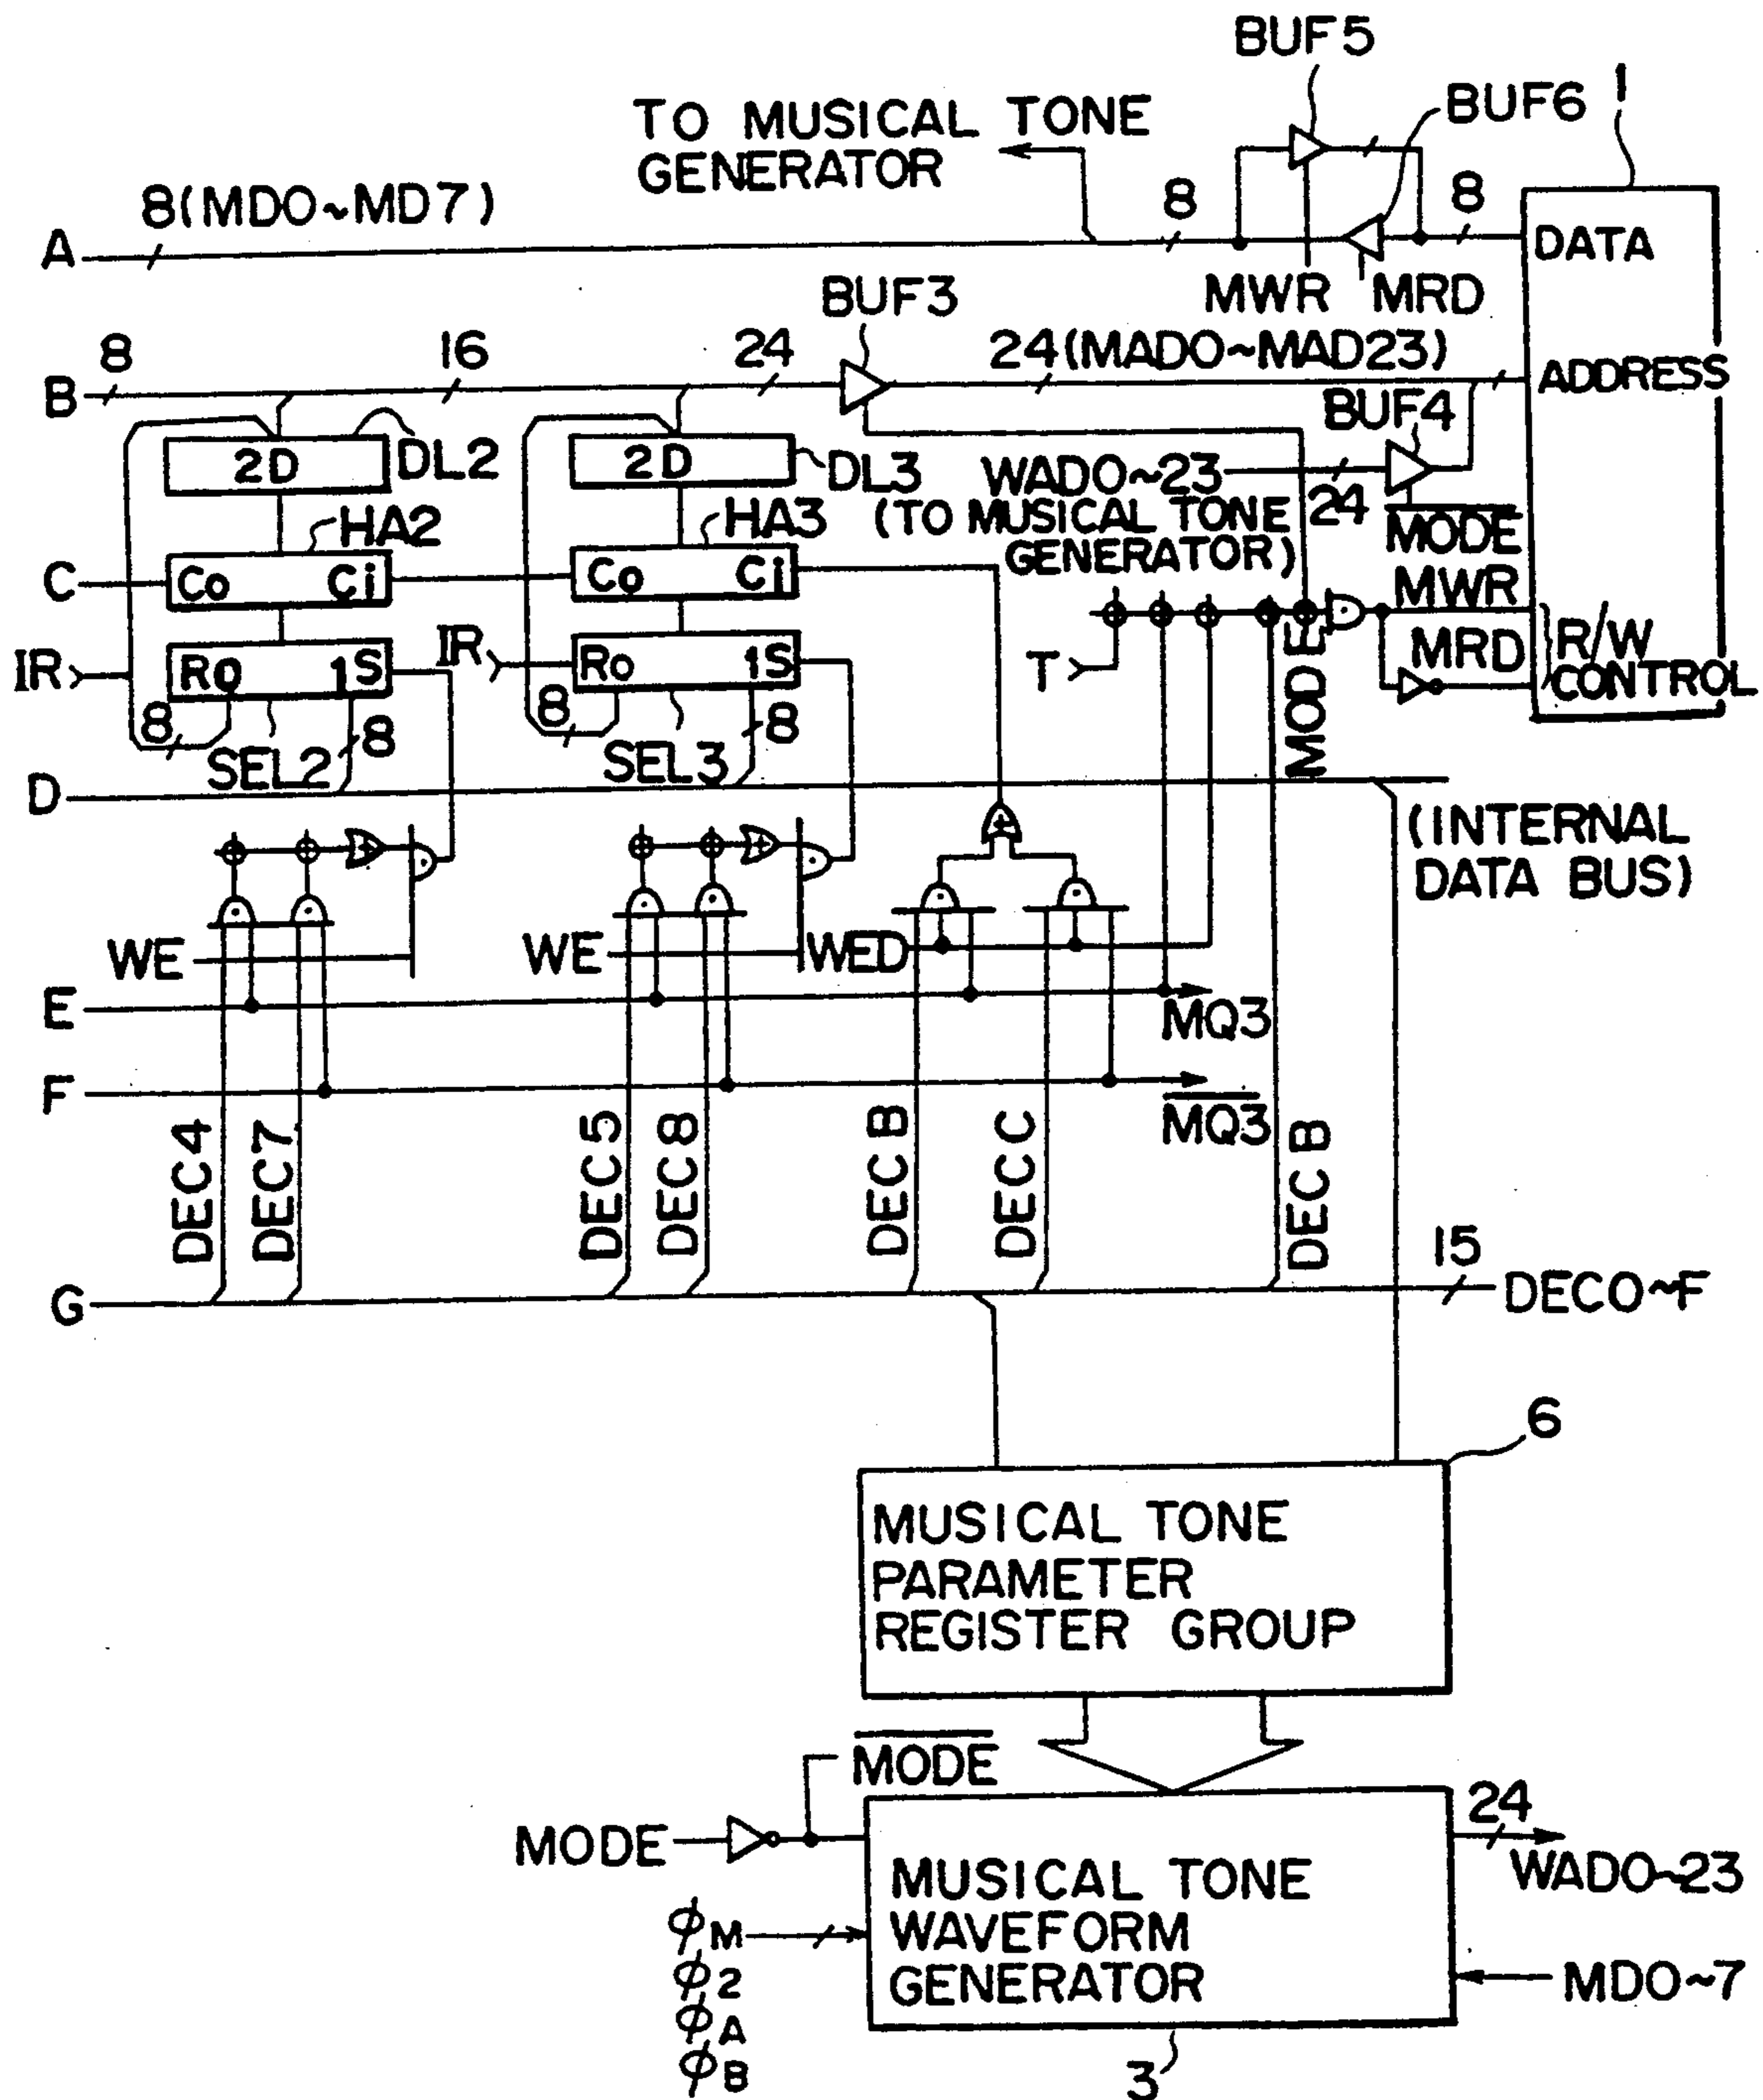 BUF5
BUF6
1
TO MUSICAL TONE
GENERATOR
8(MD0~MD7)
8
8
A
DATA
MWR
MRD
BUF3
8
16
24
24(MAD0~MAD23)
B
ADDRESS
BUF4
2D
DL2
2D
DL3
WAD0~23
24
(TO MUSICAL TONE
GENERATOR)
HA2
HA3
MODE
C
Co
Ci
Co
Ci
MWR
IR
R0
1S
IR
Ro
1S
T
MODE
MRD
R/W
CONTROL
8
8
8
8
SEL2
SEL3
D
(INTERNAL
DATA BUS)
WE
WE
WED
E
MQ3
F
MQ3
DEC4
DEC7
DEC5
DEC8
DEC B
DEC C
DEC B
15
G
DEC0~F
6
MUSICAL TONE
PARAMETER
REGISTER GROUP
MODE
MODE
24
WAD0~23
MUSICAL TONE
WAVEFORM
GENERATOR
ϕM
ϕ2
ϕA
ϕB
MD0~7
3